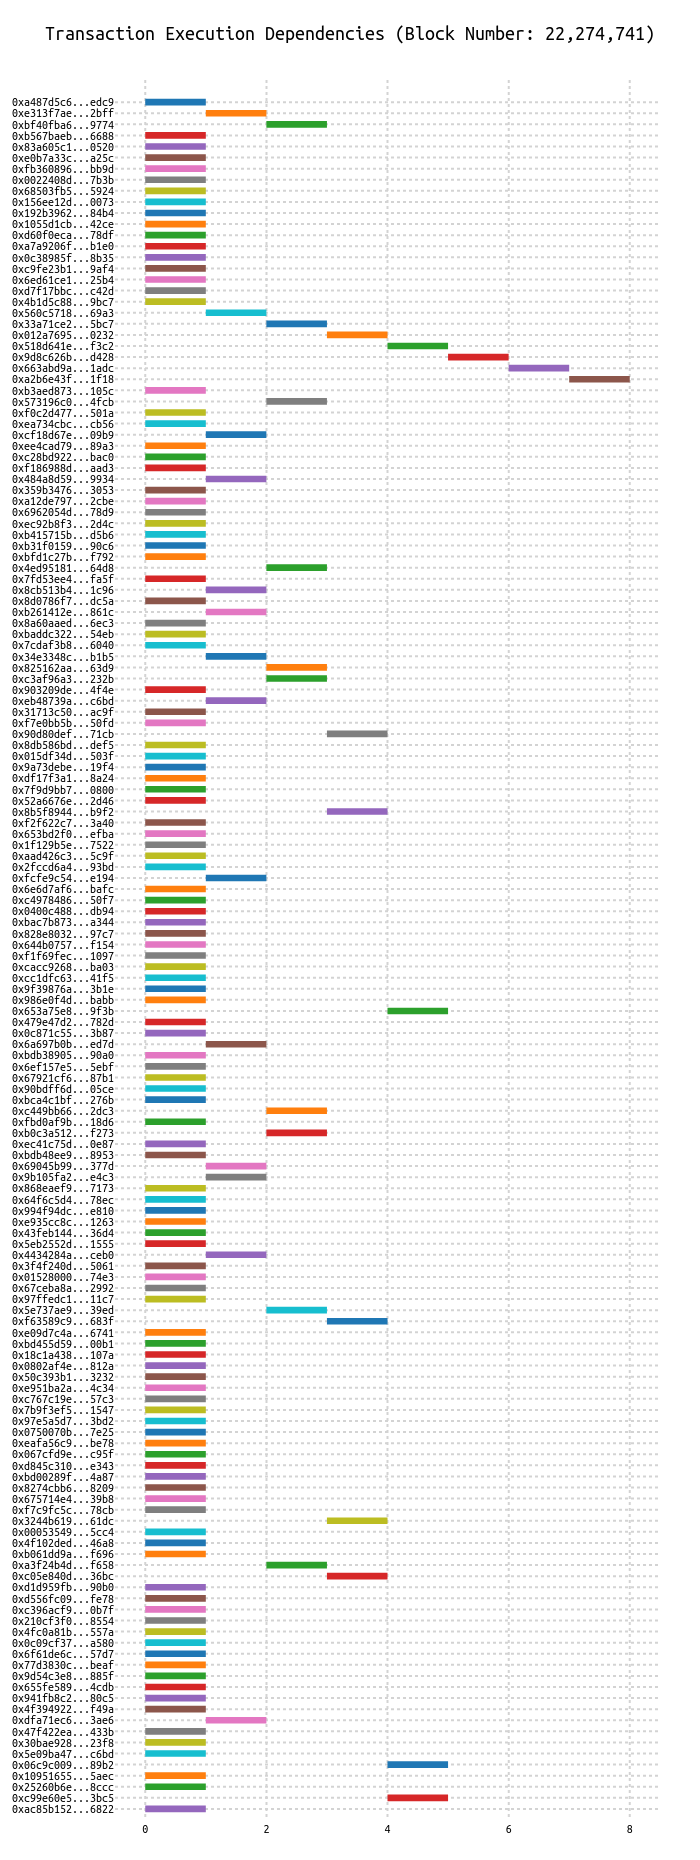 Transaction Execution Dependencies (Block Number: 22,274,741)
0xa487d5c6...edc9
0xe313f7ae...2bff
0xbf40fba6...9774
0xb567baeb...6688
0x83a605c1...0520
0xe0b7a33c...a25c
0xfb360896...bb9d
0x0022408d...7b3b
0x68503fb5...5924
0x156ee12d...0073
0x192b3962...84b4
0x1055d1cb...42ce
0xd60f0eca...78df
0xa7a9206f...b1e0
0x0c38985f...8b35
0xc9fe23b1...9af4
0x6ed61ce1...25b4
0xd7f17bbc...c42d
0x4b1d5c88...9bc7
0x560c5718...69a3
0x33a71ce2...5bc7
0x012a7695...0232
0x518d641e...f3c2
0x9d8c626b...d428
0x663abd9a...1adc
0xa2b6e43f...1f18
0xb3aed873...105c
0x573196c0...4fcb
0xf0c2d477...501a
0xea734cbc...cb56
0xcf18d67e...09b9
0xee4cad79...89a3
0xc28bd922...bac0
0xf186988d...aad3
0x484a8d59...9934
0x359b3476...3053
0xa12de797...2cbe
0x6962054d...78d9
0xec92b8f3...2d4c
0xb415715b...d5b6
0xb31f0159...90c6
0xbfd1c27b...f792
0x4ed95181...64d8
0x7fd53ee4...fa5f
0x8cb513b4...1c96
0x8d0786f7...dc5a
0xb261412e...861c
0x8a60aaed...6ec3
0xbaddc322...54eb
0x7cdaf3b8...6040
0x34e3348c...b1b5
0x825162aa...63d9
0xc3af96a3...232b
0x903209de...4f4e
0xeb48739a...c6bd
0x31713c50...ac9f
0xf7e0bb5b...50fd
0x90d80def...71cb
0x8db586bd...def5
0x015df34d...503f
0x9a73debe...19f4
0xdf17f3a1...8a24
0x7f9d9bb7...0800
0x52a6676e...2d46
0x8b5f8944...b9f2
0xf2f622c7...3a40
0x653bd2f0...efba
0x1f129b5e...7522
0xaad426c3...5c9f
0x2fccd6a4...93bd
0xfcfe9c54...e194
0x6e6d7af6...bafc
0xc4978486...50f7
0x0400c488...db94
0xbac7b873...a344
0x828e8032...97c7
0x644b0757...f154
0xf1f69fec...1097
0xcacc9268...ba03
0xcc1dfc63...41f5
0x9f39876a...3b1e
0x986e0f4d...babb
0x653a75e8...9f3b
0x479e47d2...782d
0x0c871c55...3b87
0x6a697b0b...ed7d
0xbdb38905...90a0
0x6ef157e5...5ebf
0x67921cf6...87b1
0x90bdff6d...05ce
0xbca4c1bf...276b
0xc449bb66...2dc3
0xfbd0af9b...18d6
0xb0c3a512...f273
0xec41c75d...0e87
0xbdb48ee9...8953
0x69045b99...377d
0x9b105fa2...e4c3
0x868eaef9...7173
0x64f6c5d4...78ec
0x994f94dc...e810
0xe935cc8c...1263
0x43feb144...36d4
0x5eb2552d...1555
0x4434284a...ceb0
0x3f4f240d...5061
0x01528000...74e3
0x67ceba8a...2992
0x97ffedc1...11c7
0x5e737ae9...39ed
0xf63589c9...683f
0xe09d7c4a...6741
0xbd455d59...00b1
0x18c1a438...107a
0x0802af4e...812a
0x50c393b1...3232
0xe951ba2a...4c34
0xc767c19e...57c3
0x7b9f3ef5...1547
0x97e5a5d7...3bd2
0x0750070b...7e25
0xeafa56c9...be78
0x067cfd9e...c95f
0xd845c310...e343
0xbd00289f...4a87
0x8274cbb6...8209
0x675714e4...39b8
0xf7c9fc5c...78cb
0x3244b619...61dc
0x00053549...5cc4
0x4f102ded...46a8
0xb061dd9a...f696
0xa3f24b4d...f658
0xc05e840d...36bc
0xd1d959fb...90b0
0xd556fc09...fe78
0xc396acf9...0b7f
0x210cf3f0...8554
0x4fc0a81b...557a
0x0c09cf37...a580
0x6f61de6c...57d7
0x77d3830c...beaf
0x9d54c3e8...885f
0x655fe589...4cdb
0x941fb8c2...80c5
0x4f394922...f49a
0xdfa71ec6...3ae6
0x47f422ea...433b
0x30bae928...23f8
0x5e09ba47...c6bd
0x06c9c009...89b2
0x10951655...5aec
0x25260b6e...8ccc
0xc99e60e5...3bc5
0xac85b152...6822
0 2 4 6 8